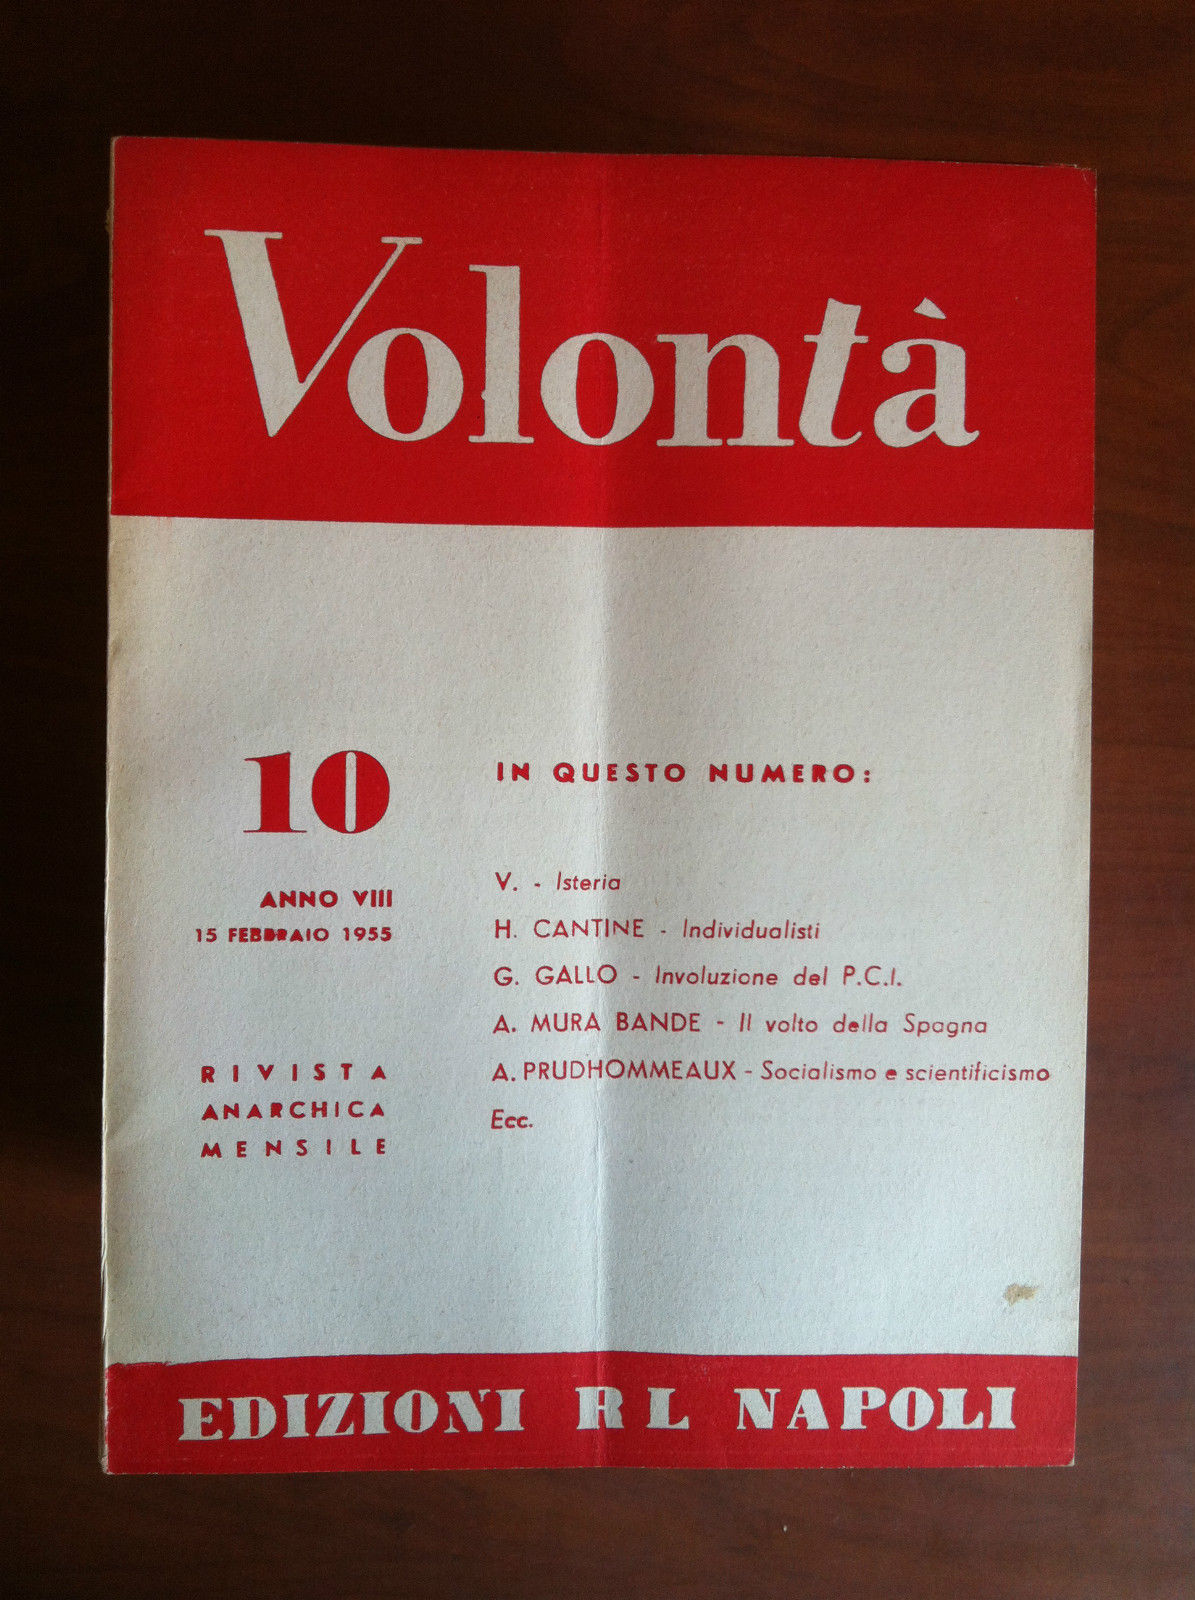 Volontà
10
ANNO VIII
15 FEBBRAIO 1955
RIVISTA
ANARCHICA
MENSILE
IN QUESTO NUMERO:
V. - Isteria
H. CANTINE - Individualisti
G. GALLO - Involuzione del P.C.I.
A. MURA BANDE - Il volto della Spagna
A. PRUDHOMMEAUX - Socialismo e scientificismo
Ecc.
EDIZIONI RL NAPOLI